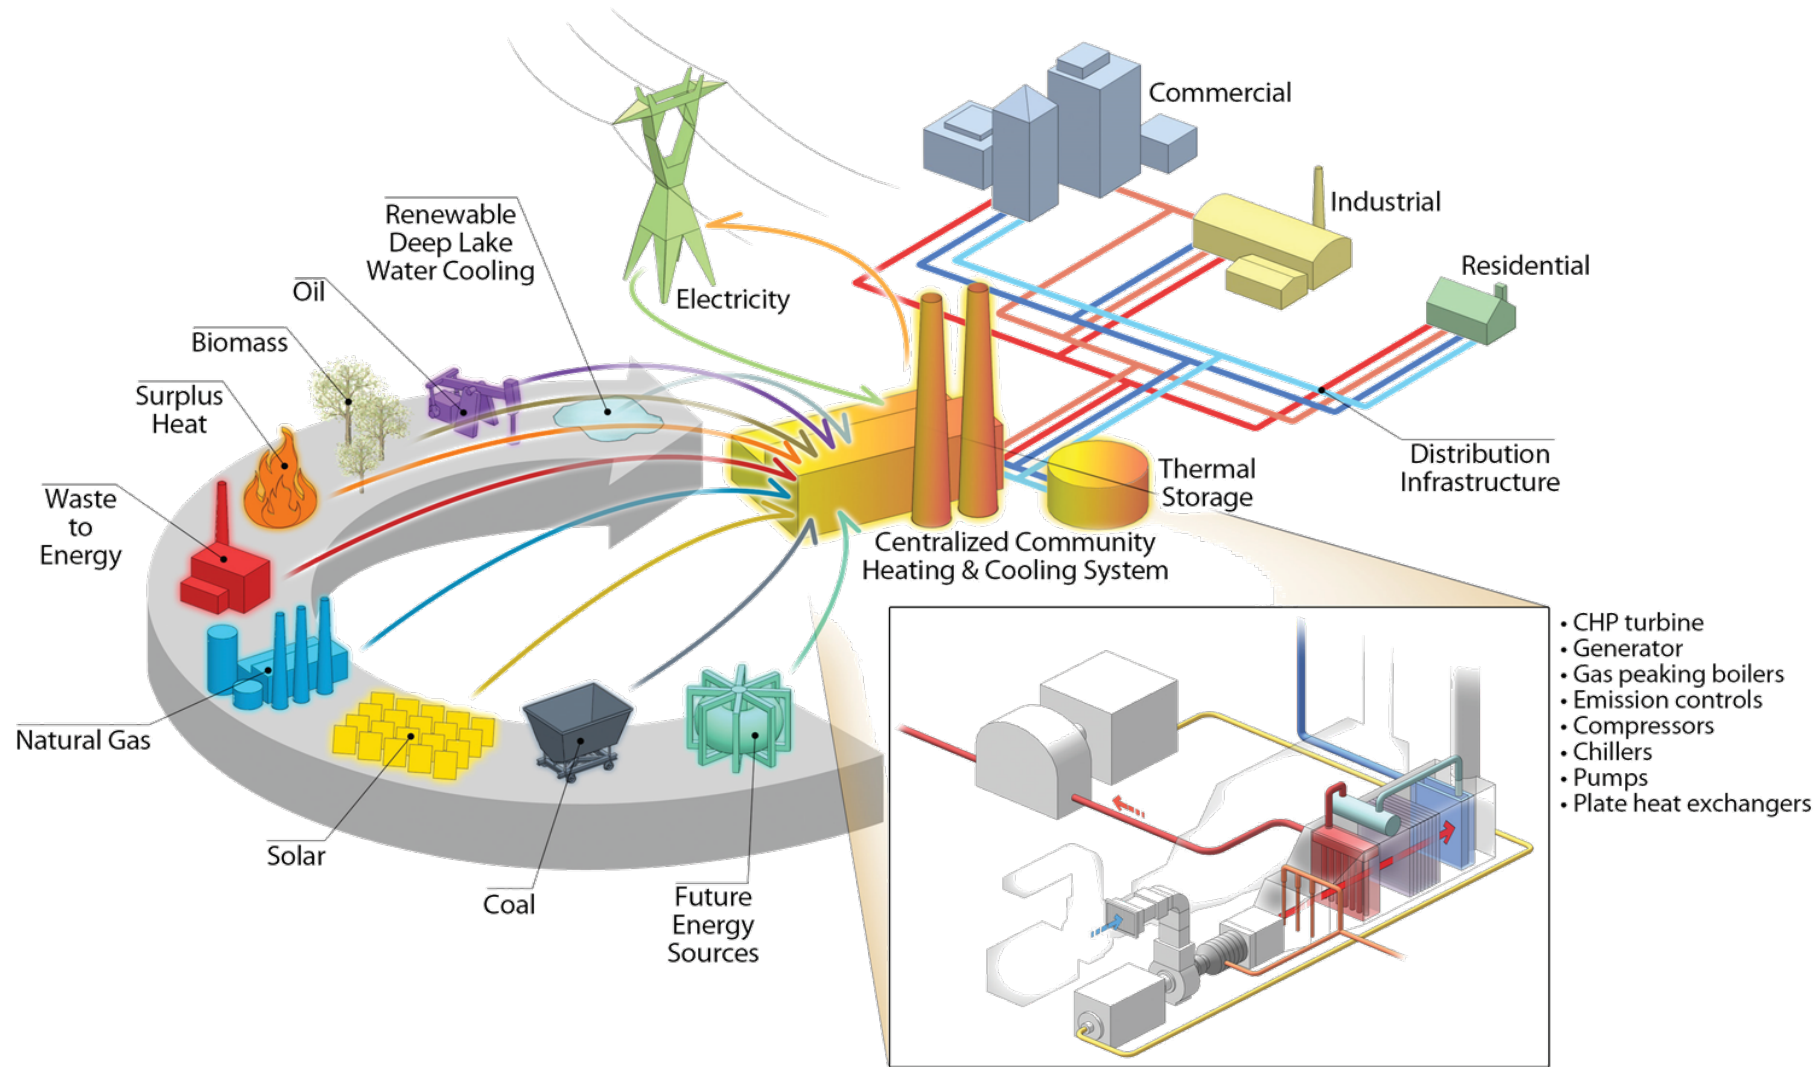 Commercial
Industrial
Residential
Renewable
Deep Lake
Water Cooling
Oil
Electricity
Biomass
Surplus
Heat
Waste
to
Energy
Natural Gas
Solar
Coal
Future
Energy
Sources
Thermal
Storage
Centralized Community
Heating & Cooling System
Distribution
Infrastructure
• CHP turbine
• Generator
• Gas peaking boilers
• Emission controls
• Compressors
• Chillers
• Pumps
• Plate heat exchangers